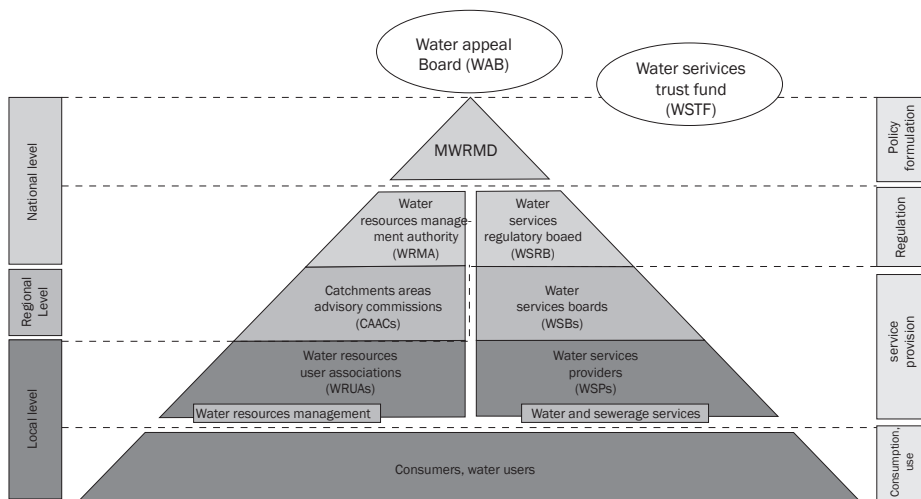 Water appeal
Board (WAB)
Water serivices
trust fund
(WSTF)
National level
Regional
Level
Local level
MWRMD
Water
resources manage-
ment authority
(WRMA)
Water
services
regulatory boaed
(WSRB)
Catchments areas
advisory commissions
(CAACs)
Water
services boards
(WSBs)
Water resources
user associations
(WRUAs)
Water services
providers
(WSPs)
Water resources management
Water and sewerage services
Consumers, water users
Policy
formulation
Regulation
service
provision
Consumption,
use